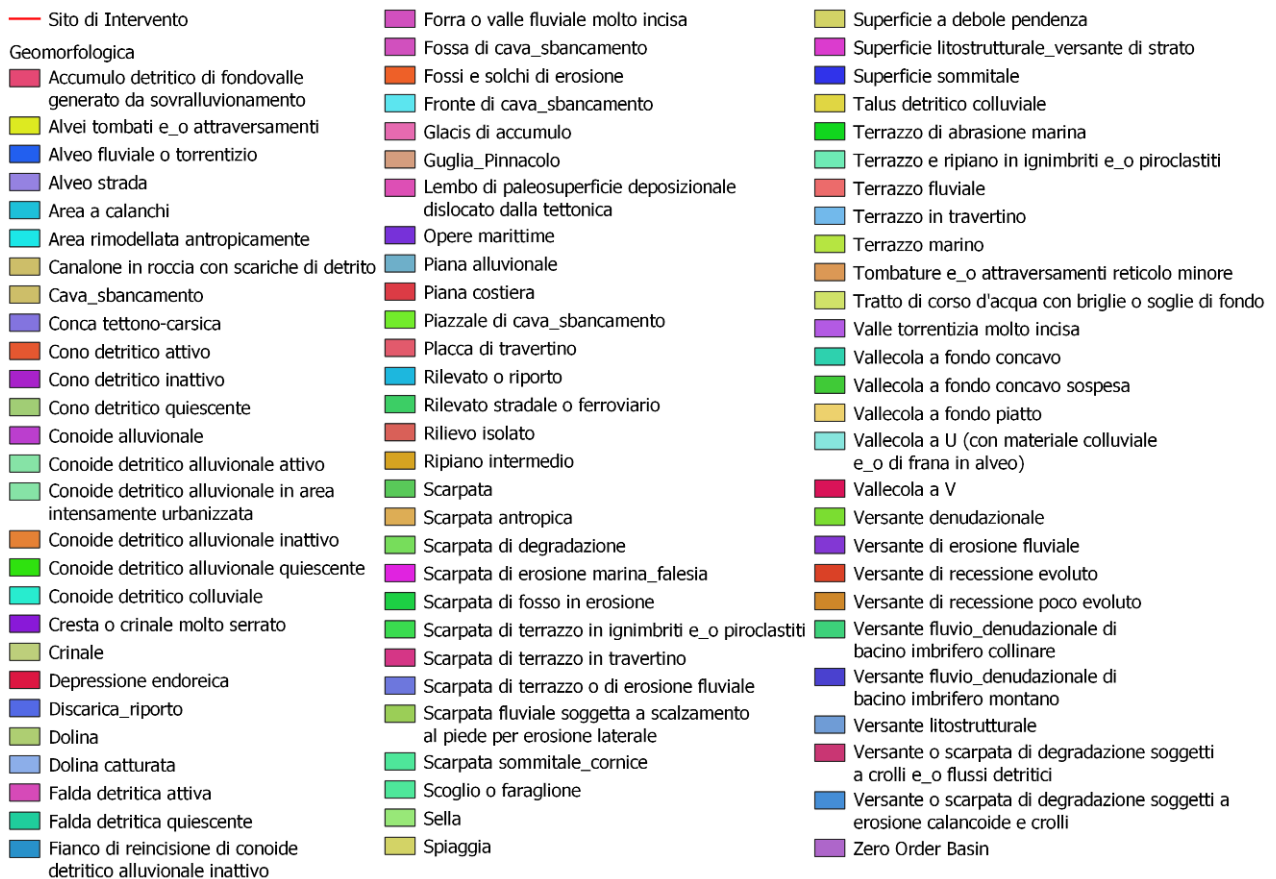 Sito di Intervento
Geomorfologica
Accumulo detritico di fondovalle
generato da sovralluvionamento
Alvei tombati e_o attraversamenti
Alveo fluviale o torrentizio
Alveo strada
Area a calanchi
Area rimodellata antropicamente
Canalone in roccia con scariche di detrito
Cava_sbancamento
Conca tettono-carsica
Cono detritico attivo
Cono detritico inattivo
Cono detritico quiescente
Conoide alluvionale
Conoide detritico alluvionale attivo
Conoide detritico alluvionale in area
intensamente urbanizzata
Conoide detritico alluvionale inattivo
Conoide detritico alluvionale quiescente
Conoide detritico colluviale
Cresta o crinale molto serrato
Crinale
Depressione endoreica
Discarica_riporto
Dolina
Dolina catturata
Falda detritica attiva
Falda detritica quiescente
Fianco di reincisione di conoide
detritico alluvionale inattivo
Forra o valle fluviale molto incisa
Fossa di cava_sbancamento
Fossi e solchi di erosione
Fronte di cava_sbancamento
Glacis di accumulo
Guglia_Pinnacolo
Lembo di paleosuperficie deposizionale
dislocato dalla tettonica
Opere marittime
Piana alluvionale
Piana costiera
Piazzale di cava_sbancamento
Placca di travertino
Rilevato o riporto
Rilevato stradale o ferroviario
Rilievo isolato
Ripiano intermedio
Scarpata
Scarpata antropica
Scarpata di degradazione
Scarpata di erosione marina_falesia
Scarpata di fosso in erosione
Scarpata di terrazzo in ignimbriti e_o piroclastiti
Scarpata di terrazzo in travertino
Scarpata di terrazzo o di erosione fluviale
Scarpata fluviale soggetta a scalzamento
al piede per erosione laterale
Scarpata sommitale_cornice
Scoglio o faraglione
Sella
Spiaggia
Superficie a debole pendenza
Superficie litostrutturale_versante di strato
Superficie sommitale
Talus detritico colluviale
Terrazzo di abrasione marina
Terrazzo e ripiano in ignimbriti e_o piroclastiti
Terrazzo fluviale
Terrazzo in travertino
Terrazzo marino
Tombature e_o attraversamenti reticolo minore
Tratto di corso d'acqua con briglie o soglie di fondo
Valle torrentizia molto incisa
Vallecola a fondo concavo
Vallecola a fondo concavo sospesa
Vallecola a fondo piatto
Vallecola a U (con materiale colluviale
e_o di frana in alveo)
Vallecola a V
Versante denudazionale
Versante di erosione fluviale
Versante di recessione evoluto
Versante di recessione poco evoluto
Versante fluvio_denudazionale di
bacino imbrifero collinare
Versante fluvio_denudazionale di
bacino imbrifero montano
Versante litostrutturale
Versante o scarpata di degradazione soggetti
a crolli e_o flussi detritici
Versante o scarpata di degradazione soggetti a
erosione calancoide e crolli
Zero Order Basin